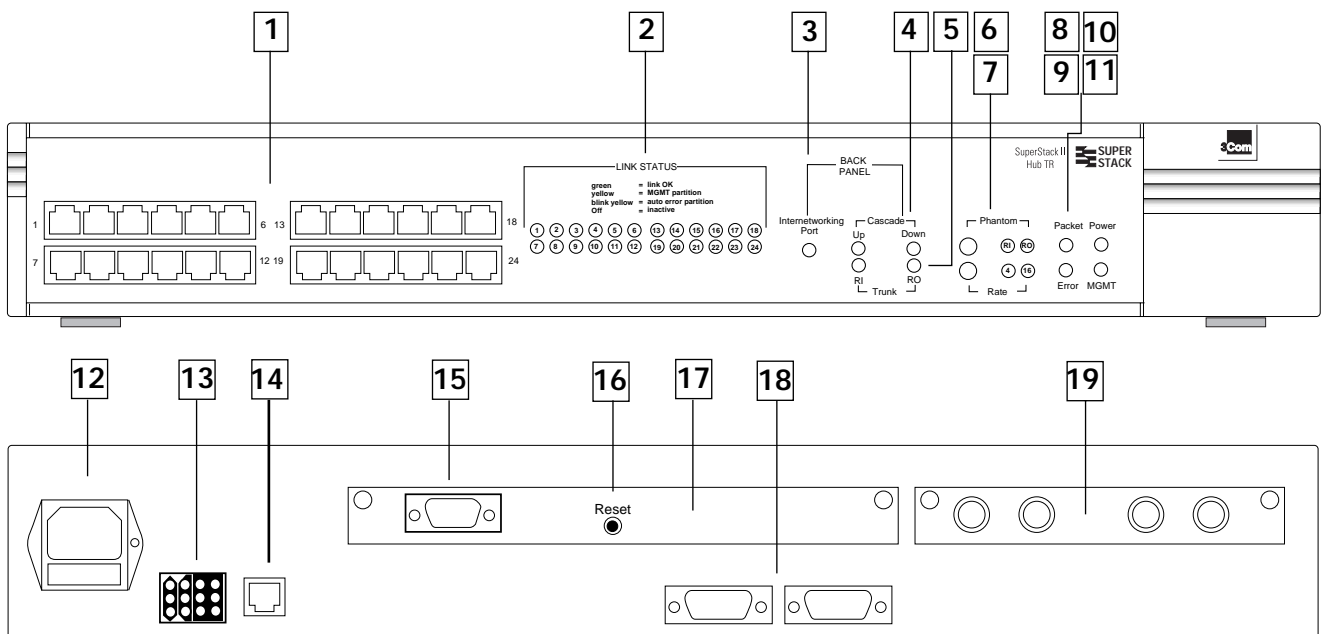 1 2 3 4 5 6 8 10
7 9 11
3Com
SuperStack II
Hub TR
SUPER
STACK
LINK STATUS
green = link OK
yellow = MGMT partition
blink yellow = auto error partition
Off = inactive
BACK
PANEL
1 6 13 18
7 12 19 24
1 2 3 4 5 6 13 14 15 16 17 18
7 8 9 10 11 12 19 20 21 22 23 24
Internetworking
Port
Cascade
Up Down
RI RO
Trunk
Phantom
RI RO
4 16
Rate
Packet Power
Error MGMT
12 13 14 15 16 17 18 19
Reset